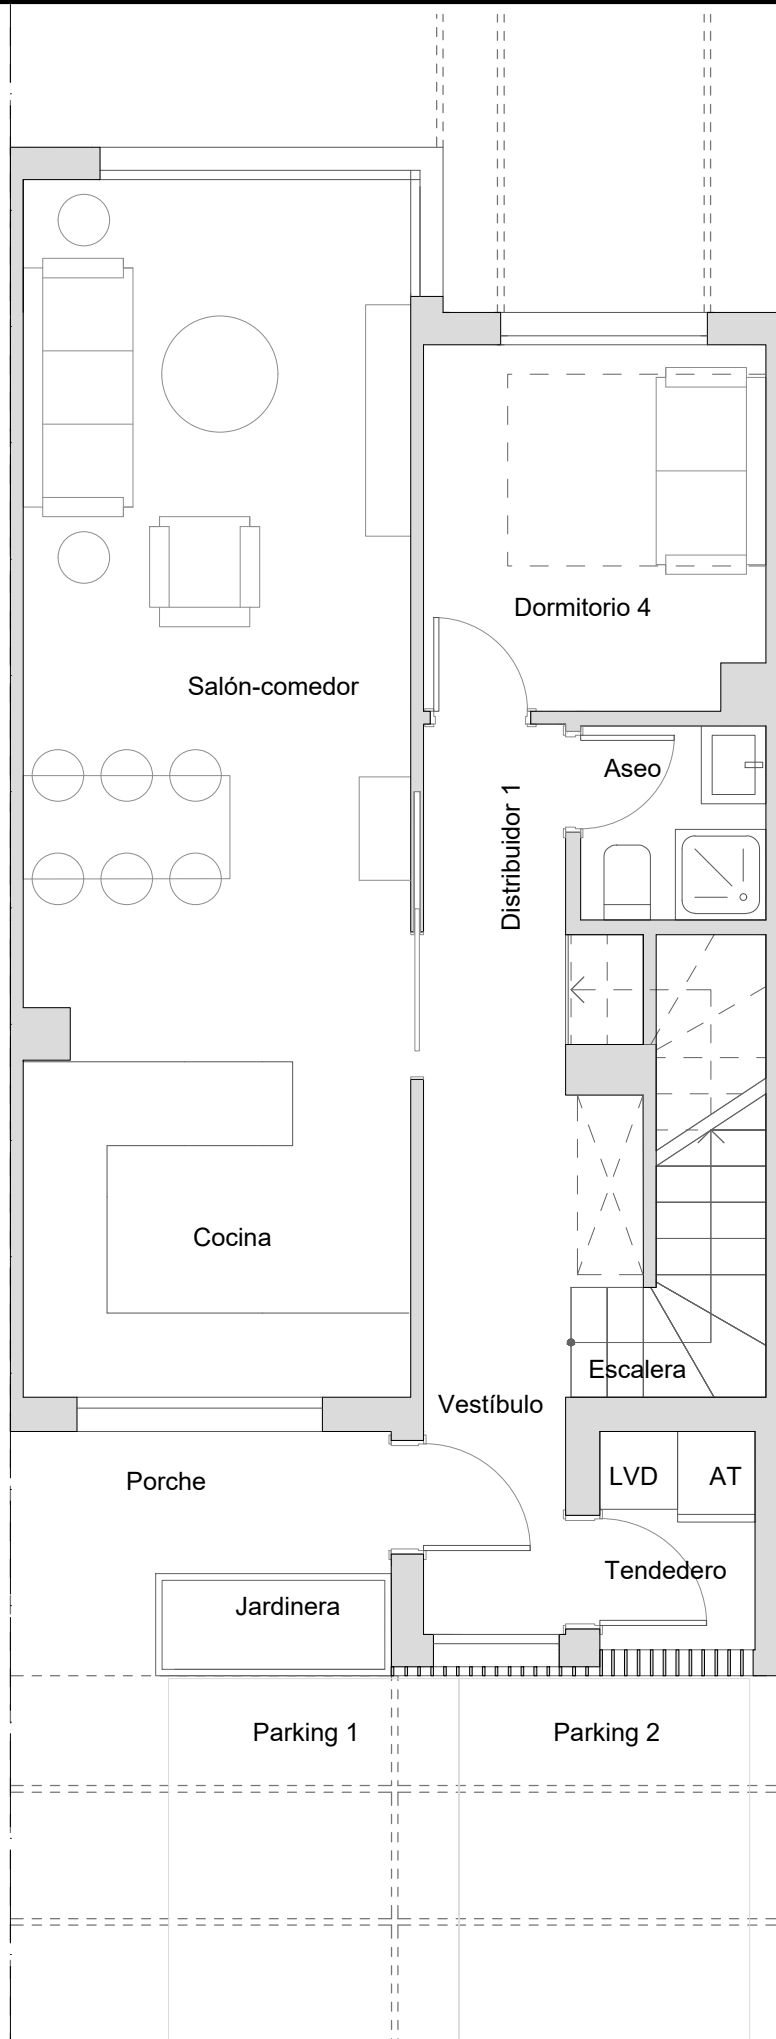 Dormitorio 4
Salón-comedor
Aseo
Distribuidor 1
Cocina
Escalera
Vestíbulo
LVD
AT
Porche
Tendedero
Jardinera
Parking 1
Parking 2